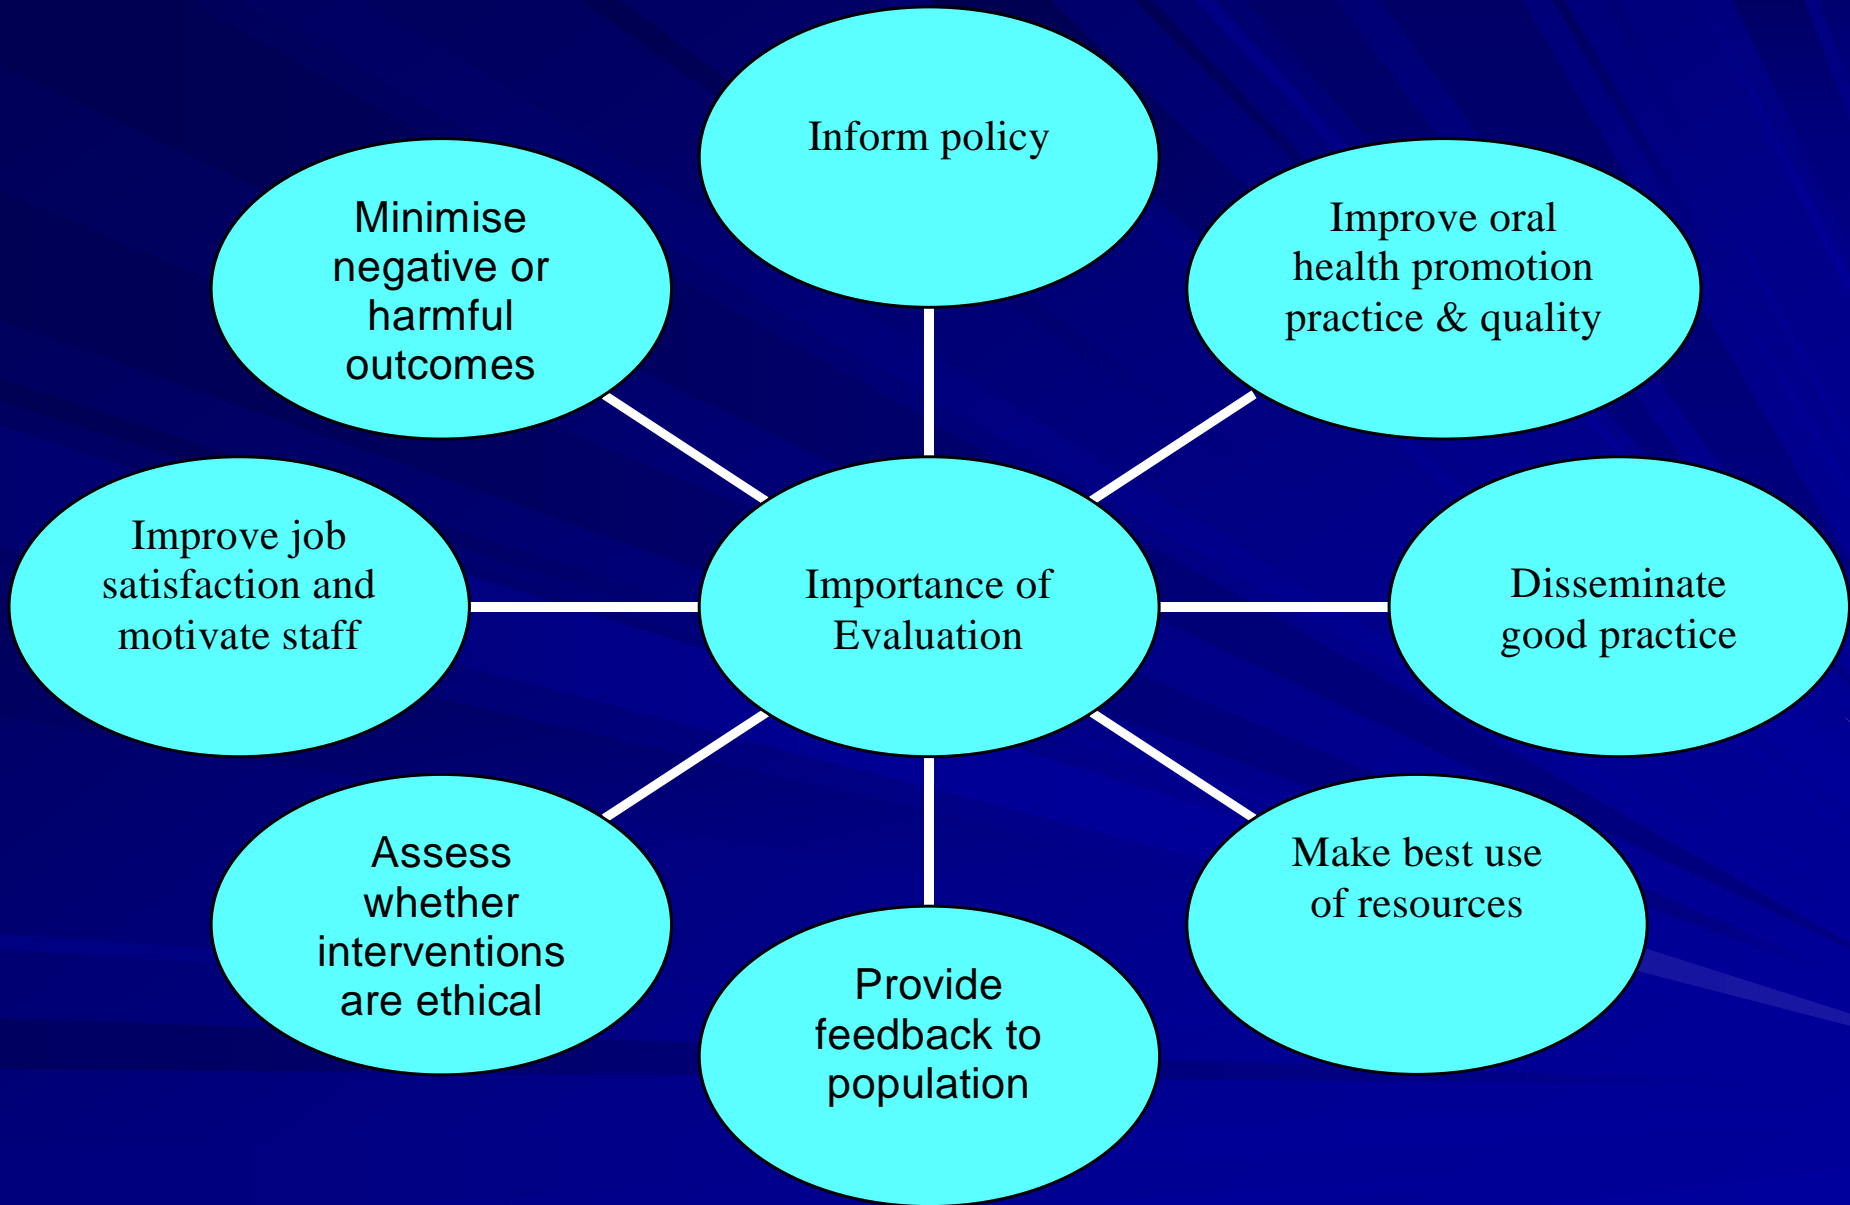 Inform policy
Minimise
negative or
harmful
outcomes
Improve oral
health promotion
practice & quality
Improve job
satisfaction and
motivate staff
Importance of
Evaluation
Disseminate
good practice
Assess
whether
interventions
are ethical
Make best use
of resources
Provide
feedback to
population